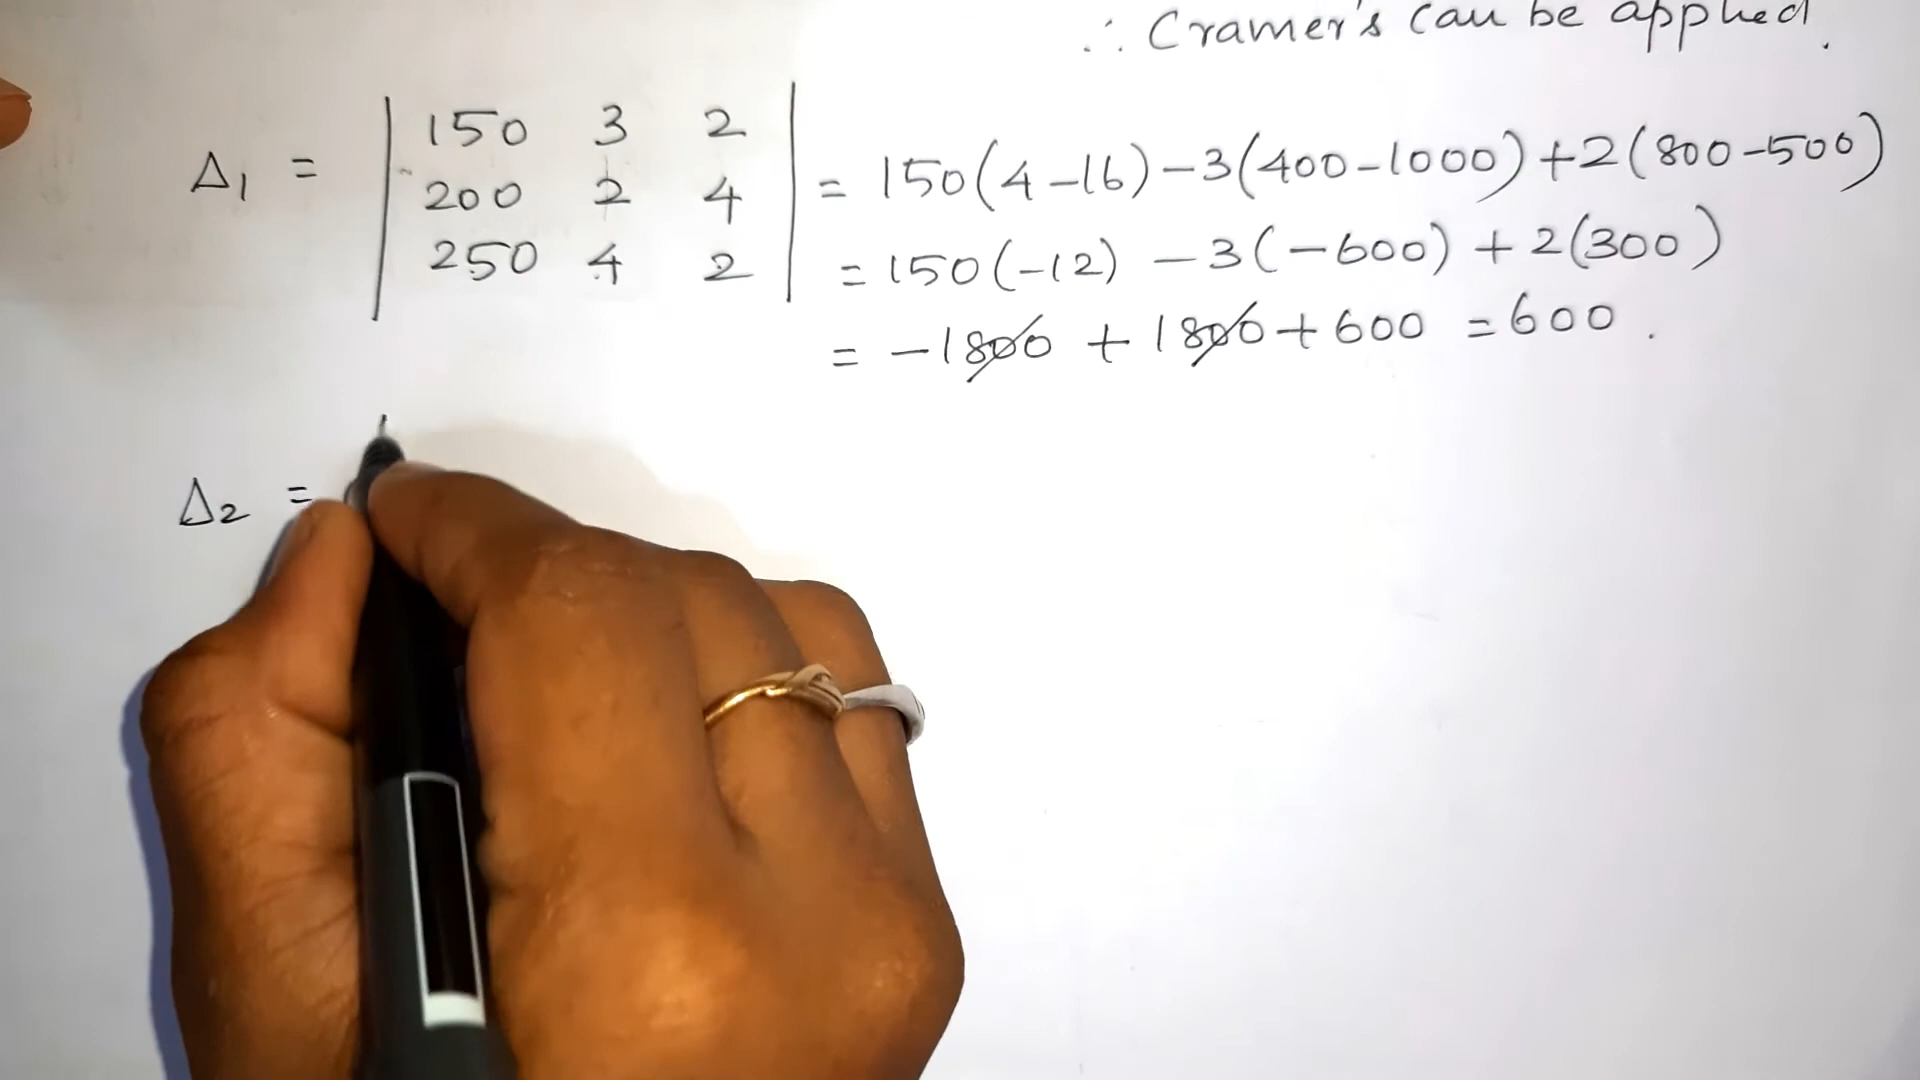 ∴ Cramer's can be applied.
Δ₁ = | 150 3 2 | = 150(4-16)-3(400-1000)+2(800-500)
| 200 2 4 | = 150(-12) -3(-600) + 2(300)
| 250 4 2 | = -1800 + 1800 + 600 = 600.
Δ₂ =